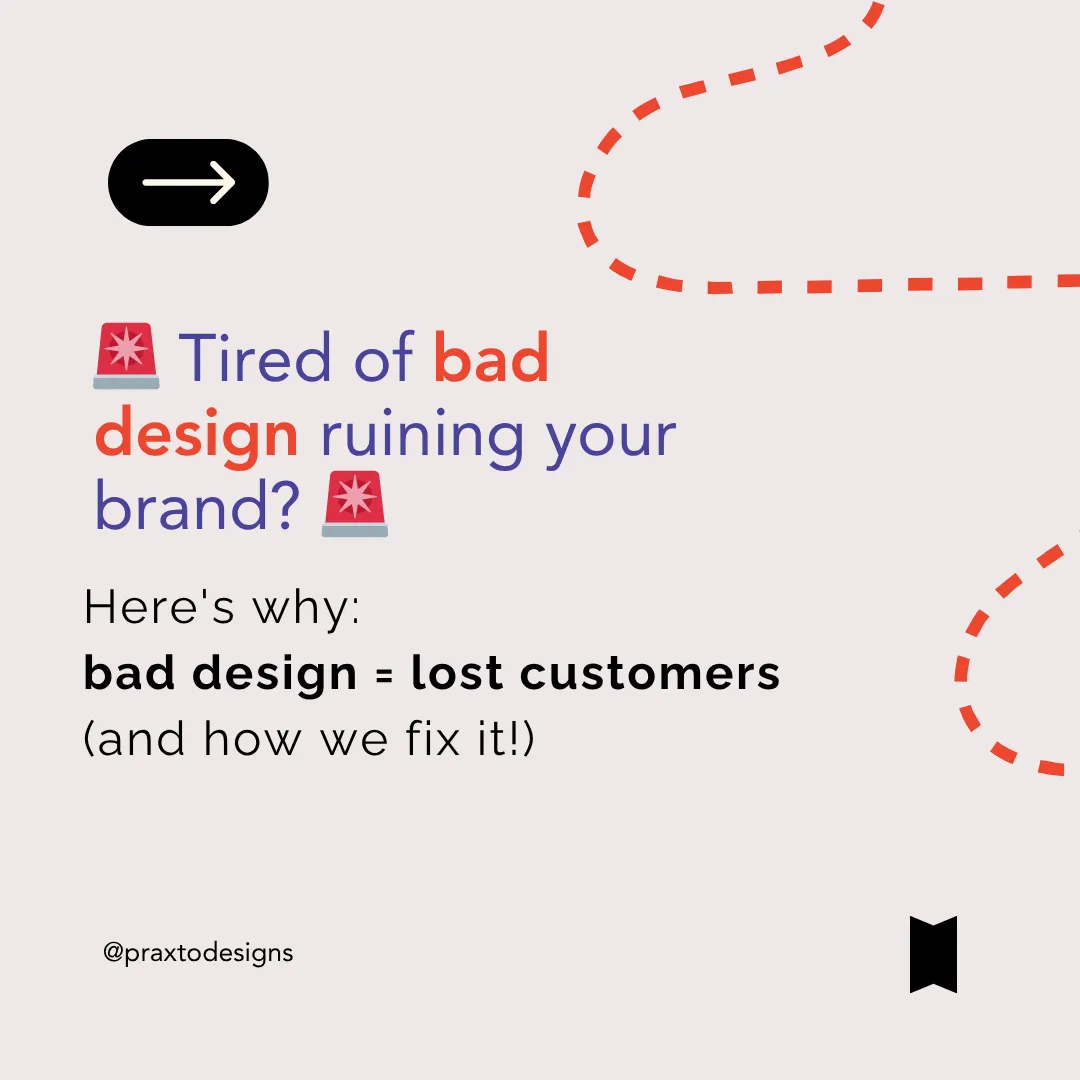 🚨 Tired of bad
design ruining your
brand? 🚨
Here's why:
bad design = lost customers
(and how we fix it!)
@praxtodesigns